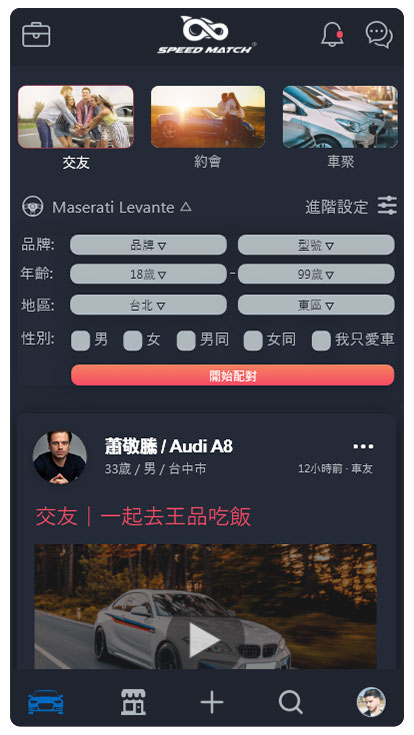 SPEED MATCH®
交友 約會 車聚
Maserati Levante △ 進階設定
品牌: 品牌▽ 型號▽
年齡: 18歲▽ - 99歲▽
地區: 台北▽ 東區▽
性別: 男 女 男同 女同 我只愛車
開始配對
蕭敬騰 / Audi A8
33歲 / 男 / 台中市 12小時前 · 車友
交友｜一起去王品吃飯